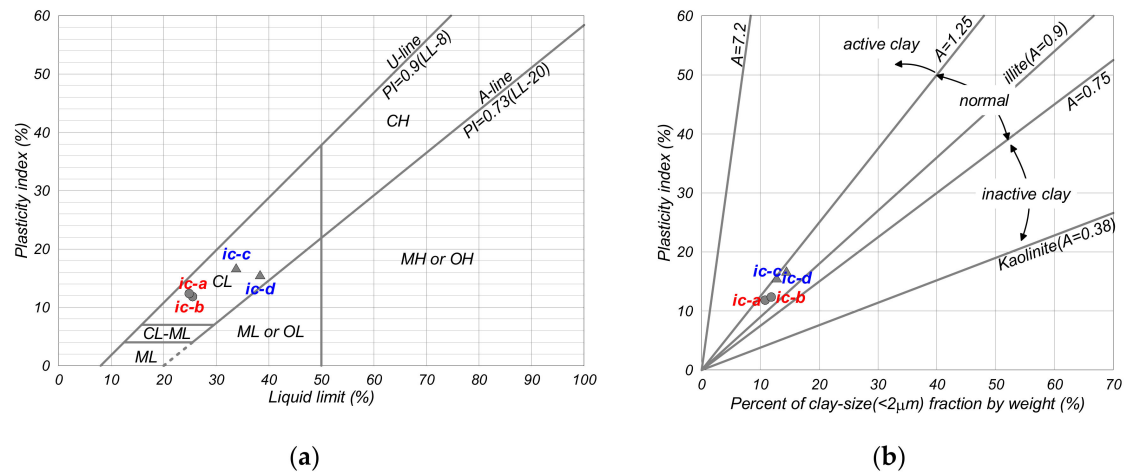 60
50
40
30
20
10
0
Plasticity index (%)
U-line
PI=0.9(LL-8)
A-line
PI=0.73(LL-20)
CH
ic-c
ic-a
CL
ic-d
ic-b
MH or OH
CL-ML
ML or OL
ML
0 10 20 30 40 50 60 70 80 90 100
Liquid limit (%)
(a)
60
50
40
30
20
10
0
Plasticity index (%)
A=7.2
active clay
A=1.25
illite(A=0.9)
normal
A=0.75
inactive clay
Kaolinite(A=0.38)
ic-c
ic-d
ic-a
ic-b
0 10 20 30 40 50 60 70
Percent of clay-size(<2μm) fraction by weight (%)
(b)